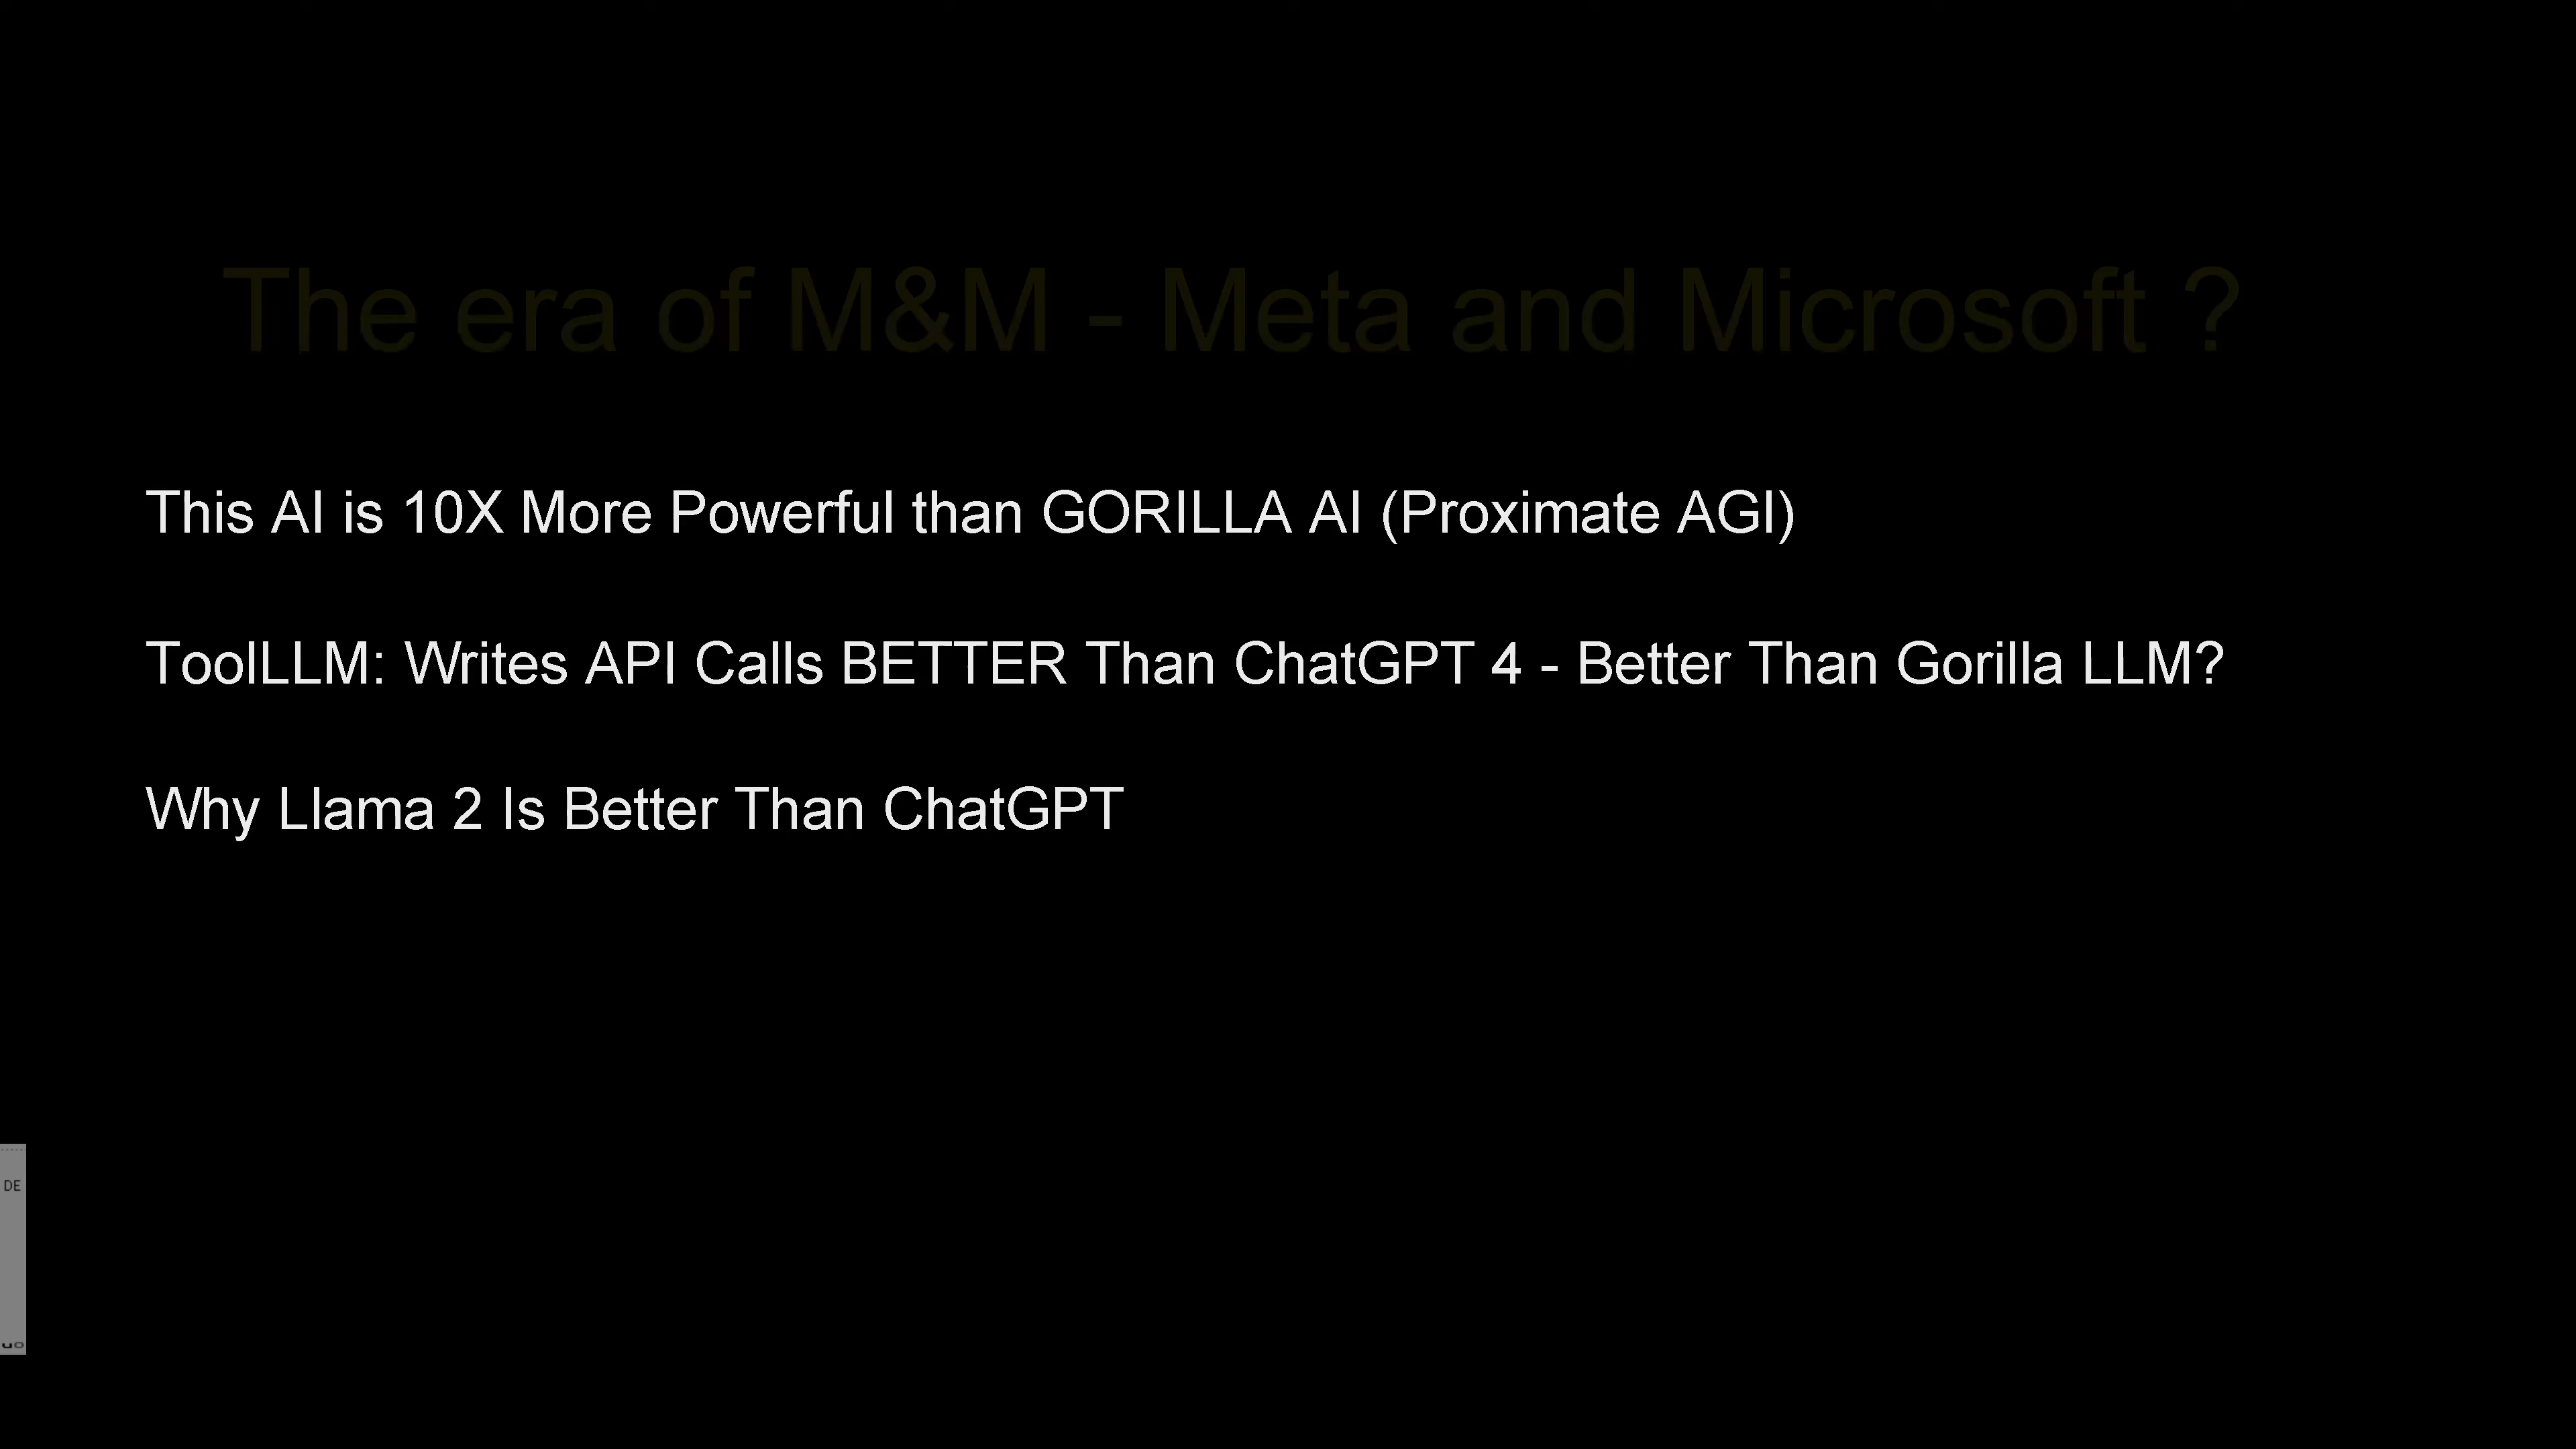 The era of M&M - Meta and Microsoft ?
This AI is 10X More Powerful than GORILLA AI (Proximate AGI)
ToolLLM: Writes API Calls BETTER Than ChatGPT 4 - Better Than Gorilla LLM?
Why Llama 2 Is Better Than ChatGPT
DE